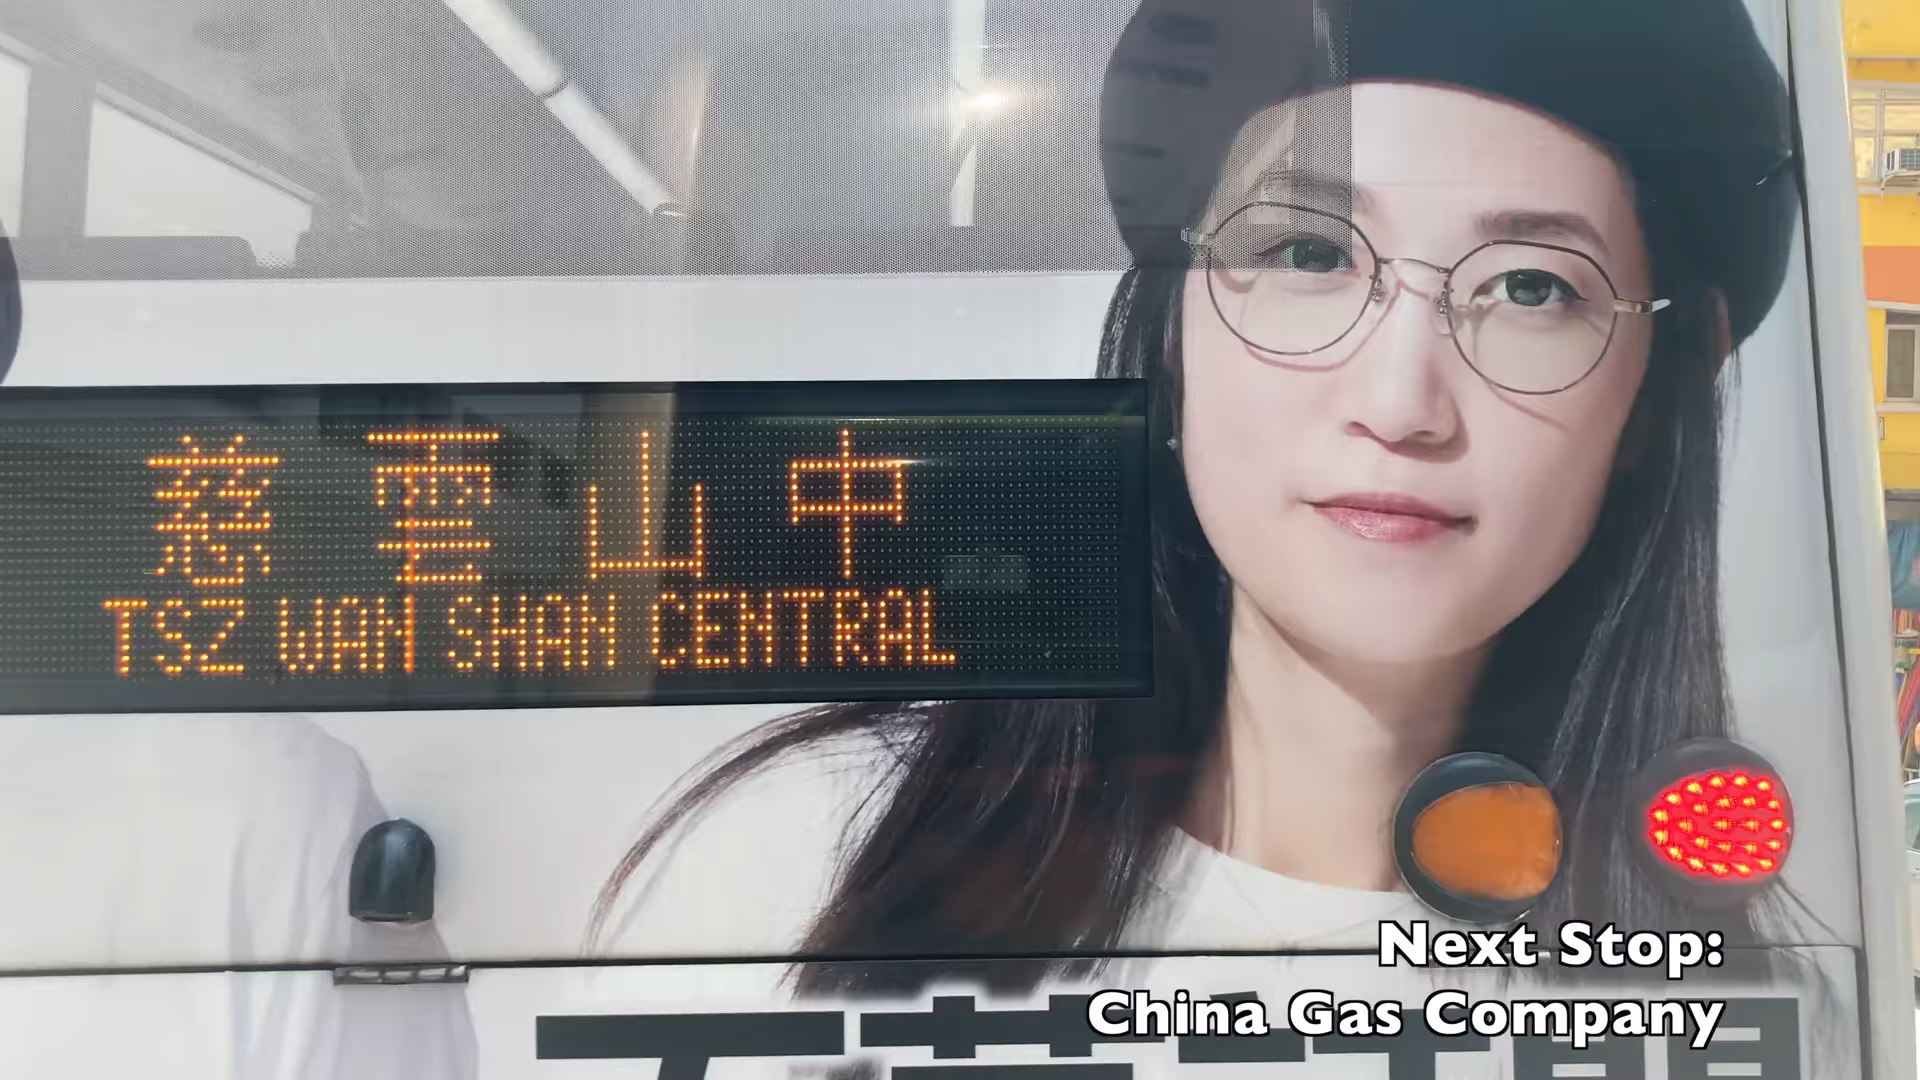 慈雲山中
TSZ WAN SHAN CENTRAL
Next Stop:
China Gas Company